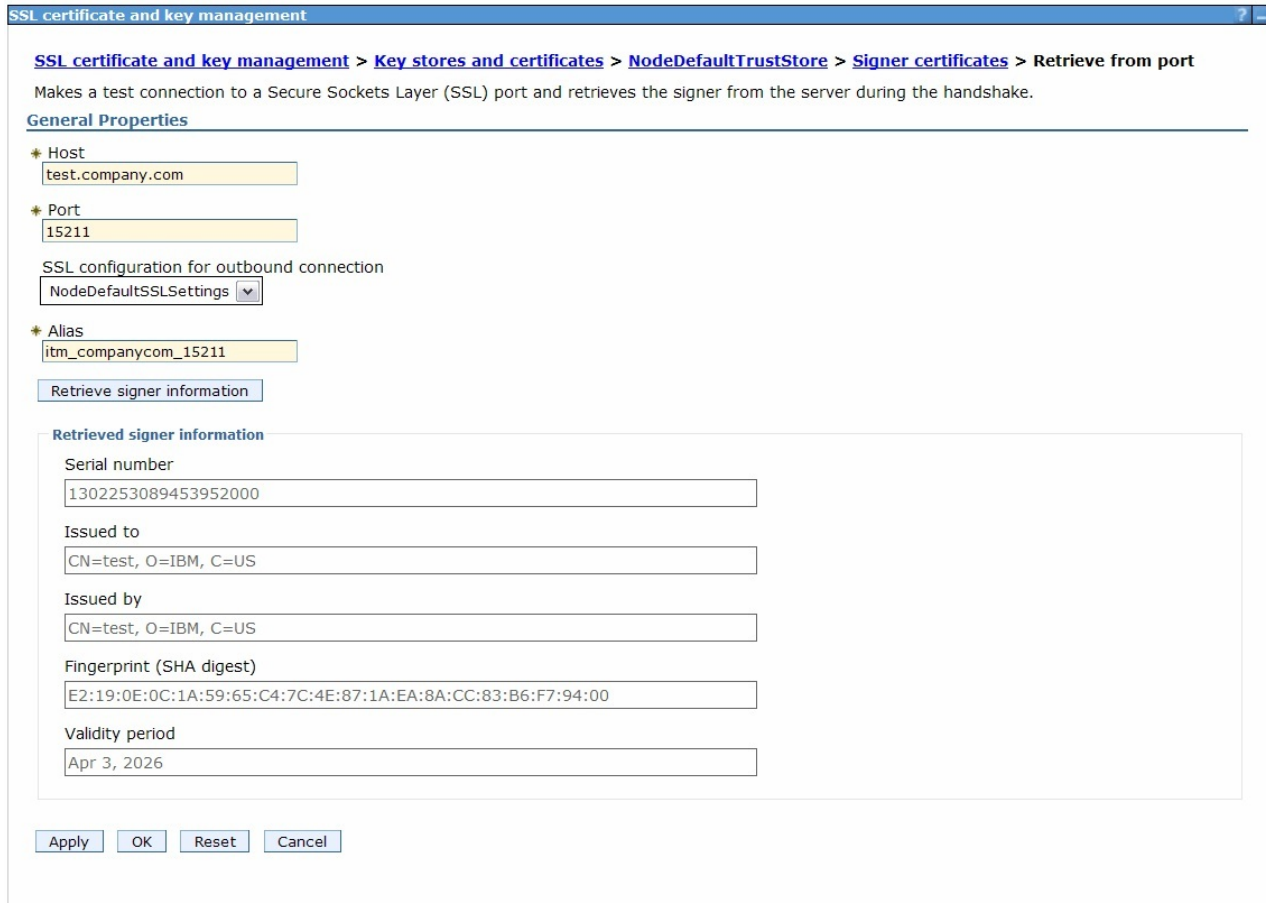 SSL certificate and key management ? –
SSL certificate and key management > Key stores and certificates > NodeDefaultTrustStore > Signer certificates > Retrieve from port
Makes a test connection to a Secure Sockets Layer (SSL) port and retrieves the signer from the server during the handshake.
General Properties
* Host
test.company.com
* Port
15211
SSL configuration for outbound connection
NodeDefaultSSLSettings
* Alias
itm_companycom_15211
Retrieve signer information
Retrieved signer information
Serial number
1302253089453952000
Issued to
CN=test, O=IBM, C=US
Issued by
CN=test, O=IBM, C=US
Fingerprint (SHA digest)
E2:19:0E:0C:1A:59:65:C4:7C:4E:87:1A:EA:8A:CC:83:B6:F7:94:00
Validity period
Apr 3, 2026
Apply OK Reset Cancel